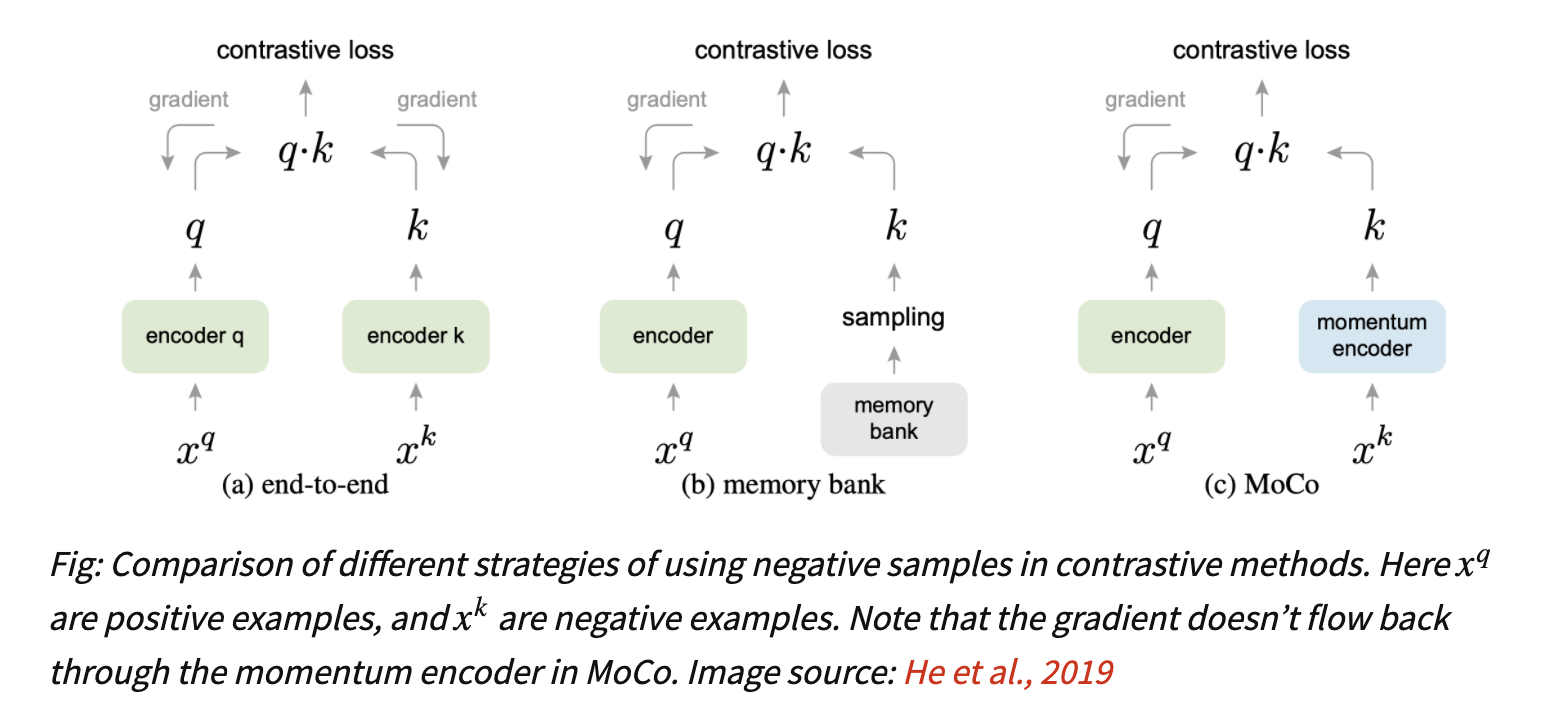 contrastive loss contrastive loss contrastive loss
gradient gradient gradient gradient
q·k q·k q·k
q k q k q k
sampling
encoder q encoder k encoder encoder momentum encoder
memory bank
x^q x^k x^q x^q x^k
(a) end-to-end (b) memory bank (c) MoCo
Fig: Comparison of different strategies of using negative samples in contrastive methods. Here x^q
are positive examples, and x^k are negative examples. Note that the gradient doesn’t flow back
through the momentum encoder in MoCo. Image source: He et al., 2019